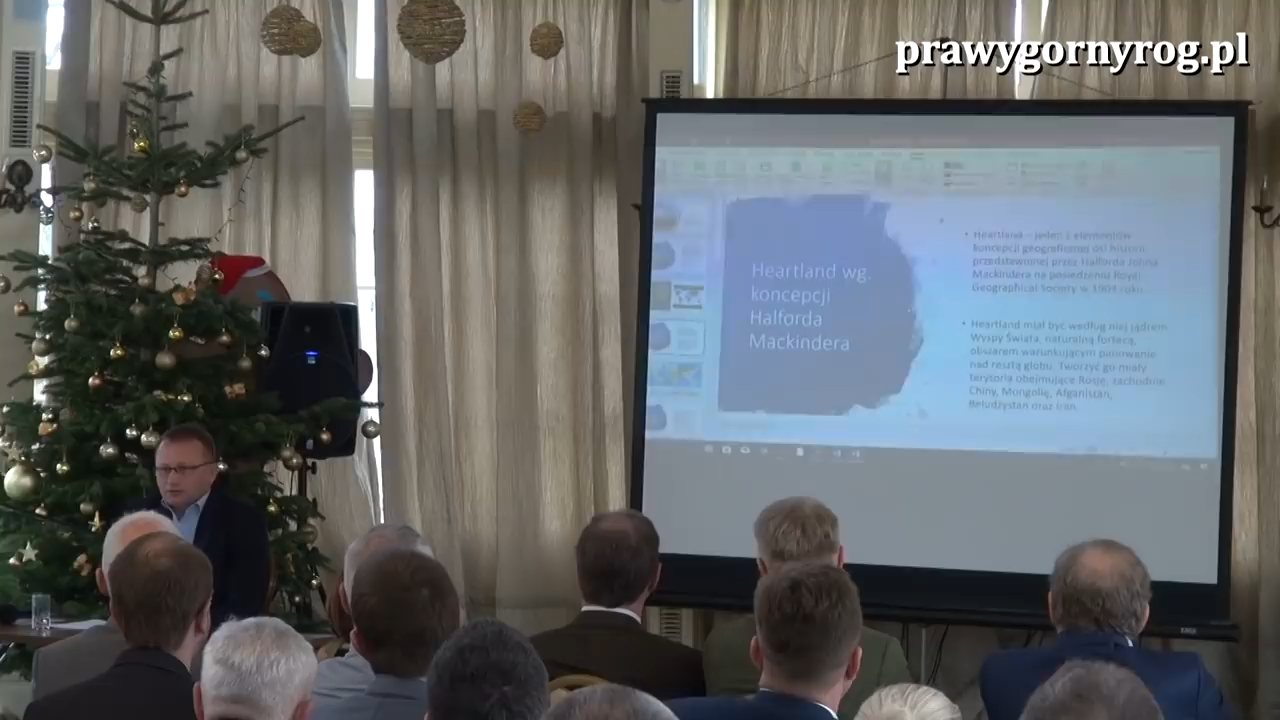 prawygornyrog.pl
Heartland wg.
koncepcji
Halforda
Mackindera
• Heartland – jeden z elementów
koncepcji geograficznej osi historii
przedstawionej przez Halforda Johna
Mackindera na posiedzeniu Royal
Geographical Society w 1904 roku.
• Heartland miał być według niej jądrem
Wyspy Świata, naturalną fortecą,
obszarem warunkującym panowanie
nad resztą globu. Tworzyć go miały
terytoria obejmujące Rosję, zachodnie
Chiny, Mongolię, Afganistan,
Beludżystan oraz Iran.